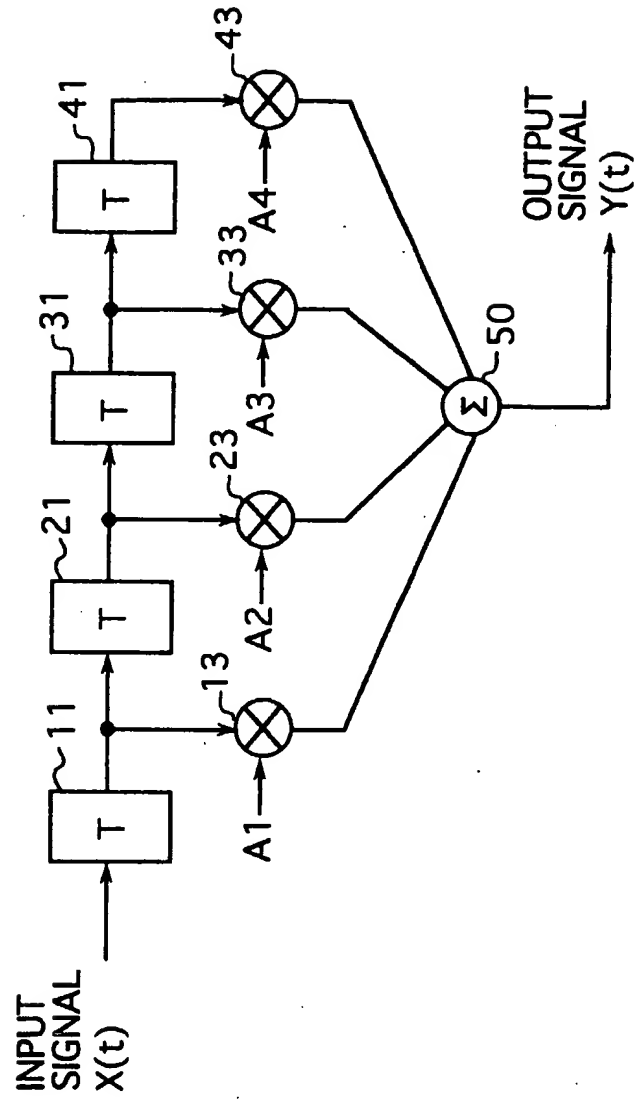 INPUT
SIGNAL
X(t)
T
11
T
21
T
31
T
41
A1
13
A2
23
A3
33
A4
43
Σ
50
OUTPUT
SIGNAL
Y(t)